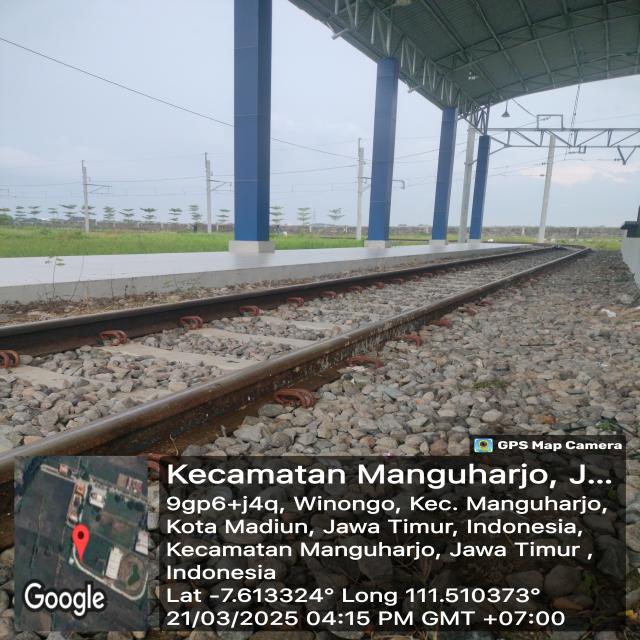 GPS Map Camera
Kecamatan Manguharjo, J...
9gp6+j4q, Winongo, Kec. Manguharjo,
Kota Madiun, Jawa Timur, Indonesia,
Kecamatan Manguharjo, Jawa Timur ,
Indonesia
Lat -7.613324° Long 111.510373°
21/03/2025 04:15 PM GMT +07:00
Google